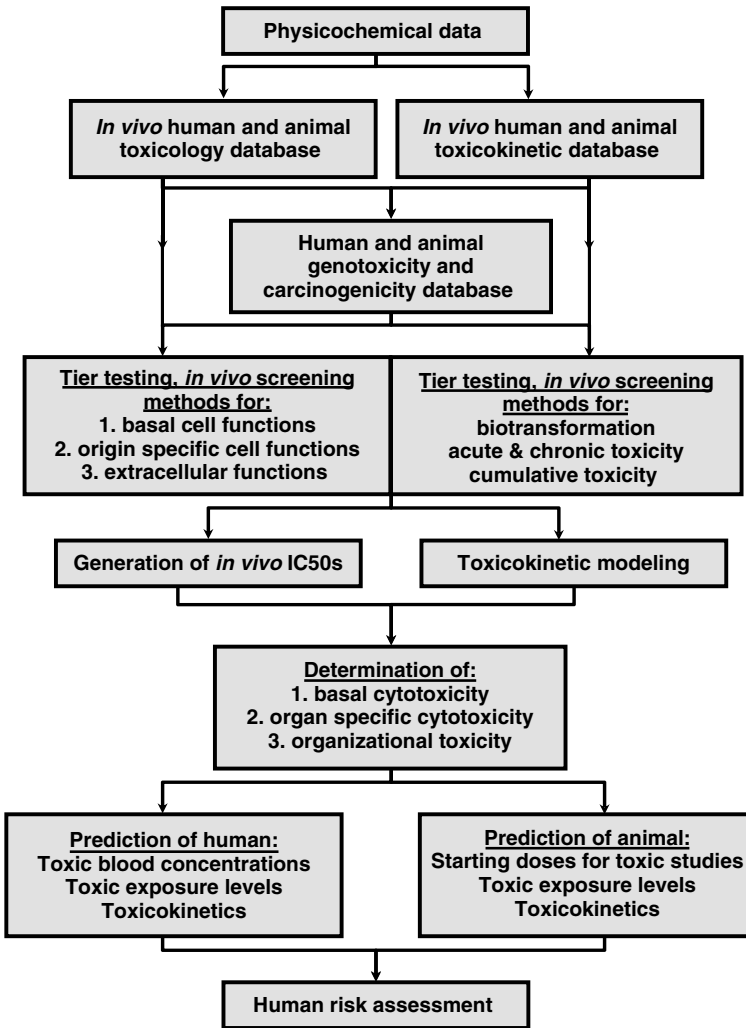 Physicochemical data
In vivo human and animal
toxicology database
In vivo human and animal
toxicokinetic database
Human and animal
genotoxicity and
carcinogenicity database
Tier testing, in vivo screening
methods for:
1. basal cell functions
2. origin specific cell functions
3. extracellular functions
Tier testing, in vivo screening
methods for:
biotransformation
acute & chronic toxicity
cumulative toxicity
Generation of in vivo IC50s
Toxicokinetic modeling
Determination of:
1. basal cytotoxicity
2. organ specific cytotoxicity
3. organizational toxicity
Prediction of human:
Toxic blood concentrations
Toxic exposure levels
Toxicokinetics
Prediction of animal:
Starting doses for toxic studies
Toxic exposure levels
Toxicokinetics
Human risk assessment